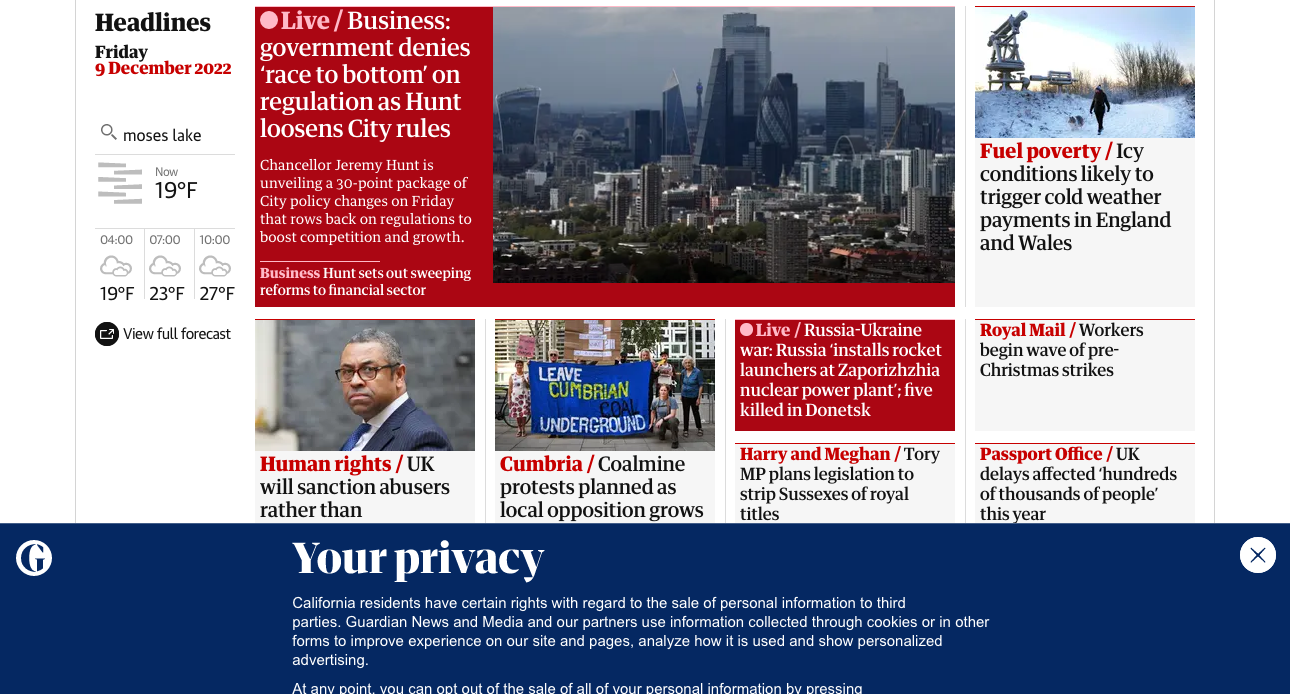 Headlines
Friday
9 December 2022
moses lake
Now
19°F
04:00
07:00
10:00
19°F
23°F
27°F
View full forecast
Live / Business:
government denies
‘race to bottom’ on
regulation as Hunt
loosens City rules
Chancellor Jeremy Hunt is
unveiling a 30-point package of
City policy changes on Friday
that rows back on regulations to
boost competition and growth.
Business Hunt sets out sweeping
reforms to financial sector
Fuel poverty / Icy
conditions likely to
trigger cold weather
payments in England
and Wales
Human rights / UK
will sanction abusers
rather than
LEAVE
CUMBRIAN
COAL
UNDERGROUND
Cumbria / Coalmine
protests planned as
local opposition grows
Live / Russia-Ukraine
war: Russia ‘installs rocket
launchers at Zaporizhzhia
nuclear power plant’; five
killed in Donetsk
Harry and Meghan / Tory
MP plans legislation to
strip Sussexes of royal
titles
Royal Mail / Workers
begin wave of pre-
Christmas strikes
Passport Office / UK
delays affected ‘hundreds
of thousands of people’
this year
G
Your privacy
California residents have certain rights with regard to the sale of personal information to third
parties. Guardian News and Media and our partners use information collected through cookies or in other
forms to improve experience on our site and pages, analyze how it is used and show personalized
advertising.
At any point, you can opt out of the sale of all of your personal information by pressing